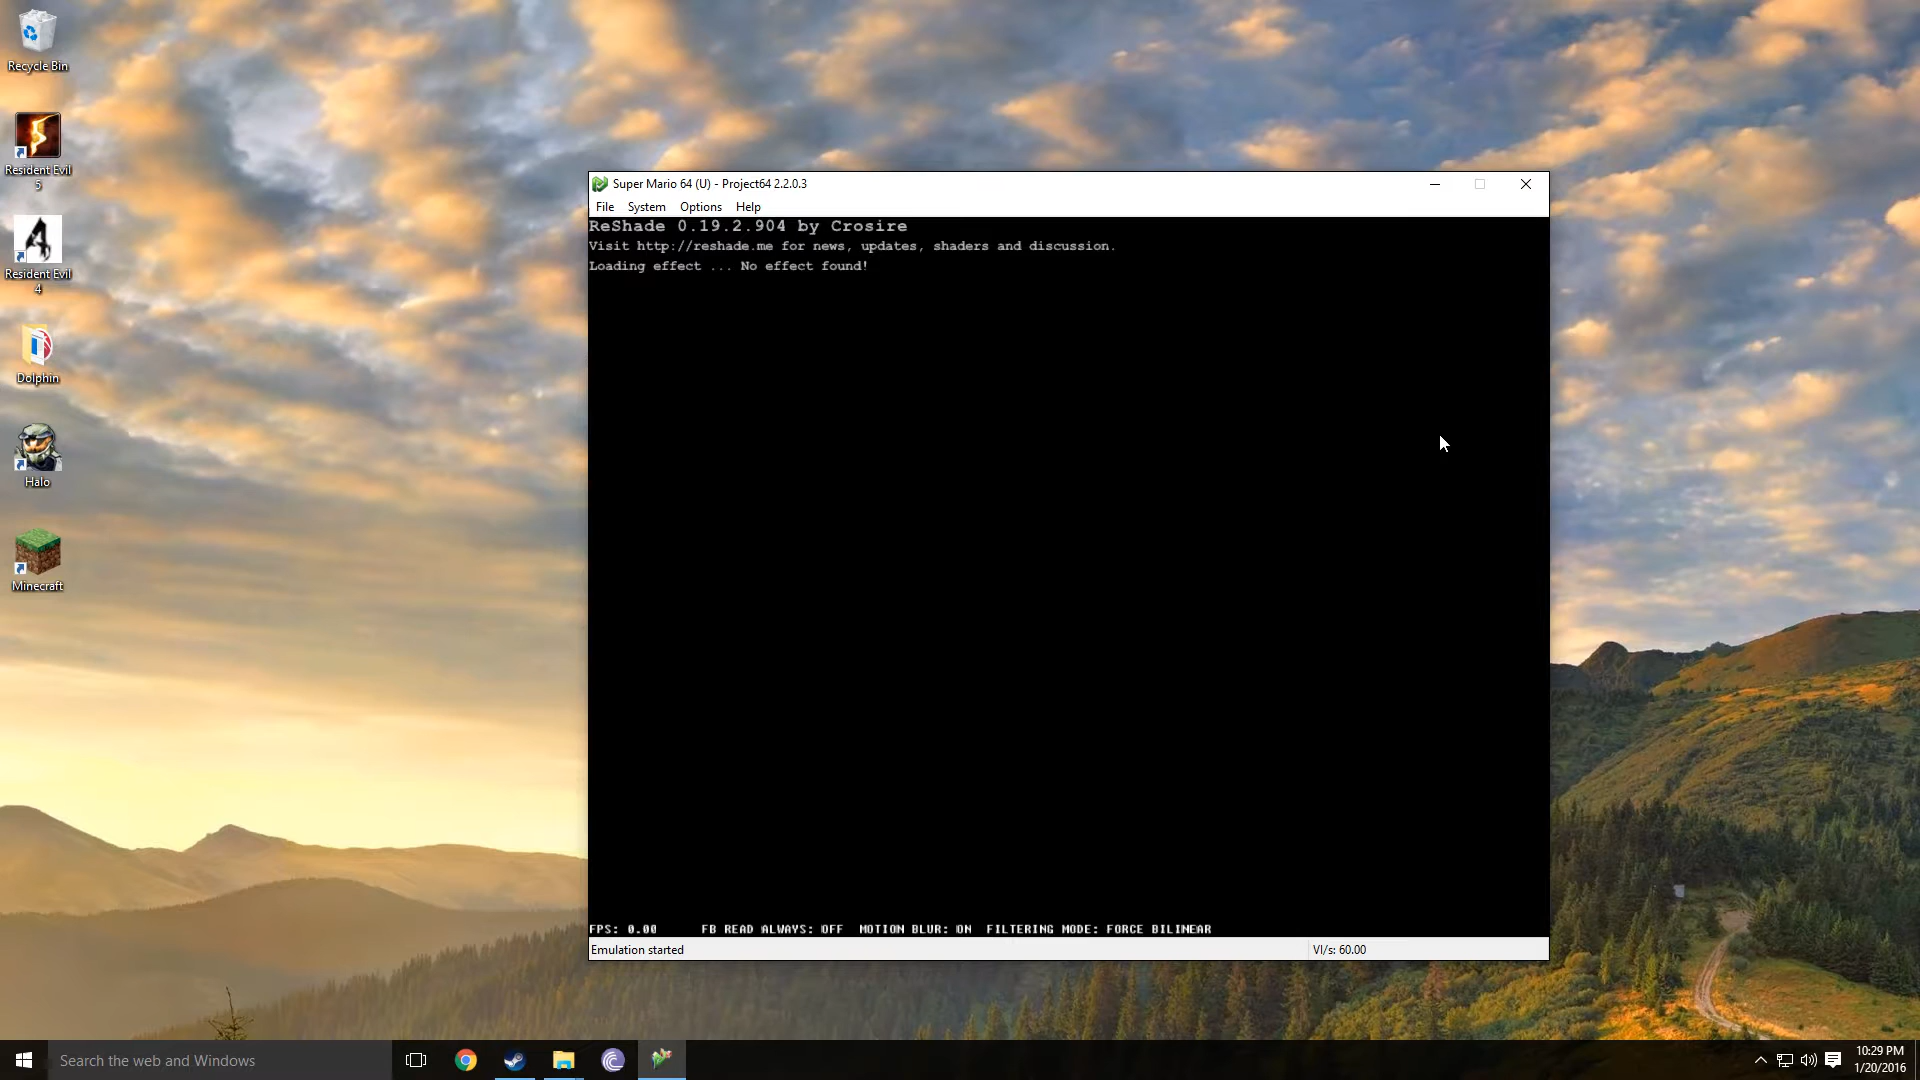 Recycle Bin
Resident Evil
5
Resident Evil
4
Dolphin
Halo
Minecraft
Super Mario 64 (U) - Project64 2.2.0.3
File System Options Help
ReShade 0.19.2.904 by Crosire
Visit http://reshade.me for news, updates, shaders and discussion.
Loading effect ... No effect found!
FPS: 0.00 FB READ ALWAYS: OFF MOTION BLUR: ON FILTERING MODE: FORCE BILINEAR
Emulation started VI/s: 60.00
Search the web and Windows
10:29 PM
1/20/2016